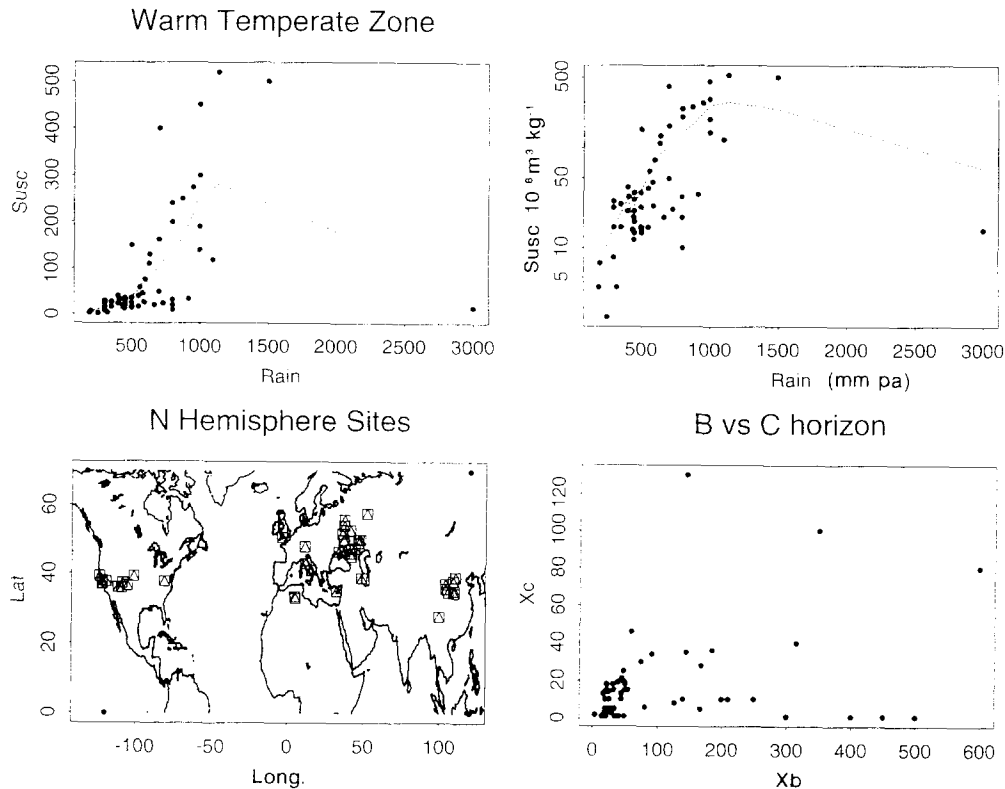 Warm Temperate Zone
Susc
500
400
300
200
100
0
500 1000 1500 2000 2500 3000
Rain
Susc 10⁻⁶m³ kg⁻¹
500
50
10
5
500 1000 1500 2000 2500 3000
Rain (mm pa)
N Hemisphere Sites
Lat
60
40
20
0
-100 -50 0 50 100
Long.
B vs C horizon
Xc
120
100
80
60
40
20
0
0 100 200 300 400 500 600
Xb